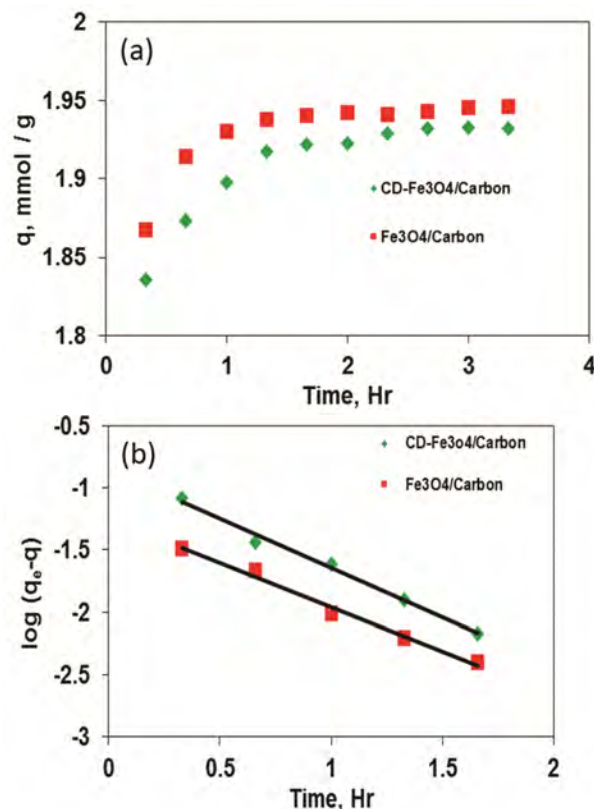 (a)
q, mmol / g
2
1.95
1.9
1.85
1.8
CD-Fe3O4/Carbon
Fe3O4/Carbon
0 1 2 3 4
Time, Hr
(b)
log (qₑ-q)
-0.5
-1
-1.5
-2
-2.5
-3
CD-Fe3o4/Carbon
Fe3O4/Carbon
0 0.5 1 1.5 2
Time, Hr